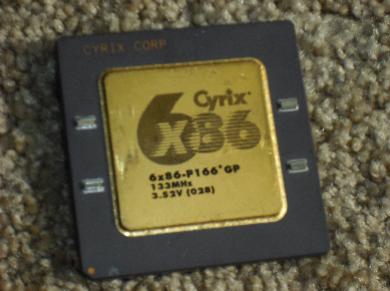 CYRIX CORP
Cyrix
6x86
6x86-P166+GP
133MHz
3.52V (028)